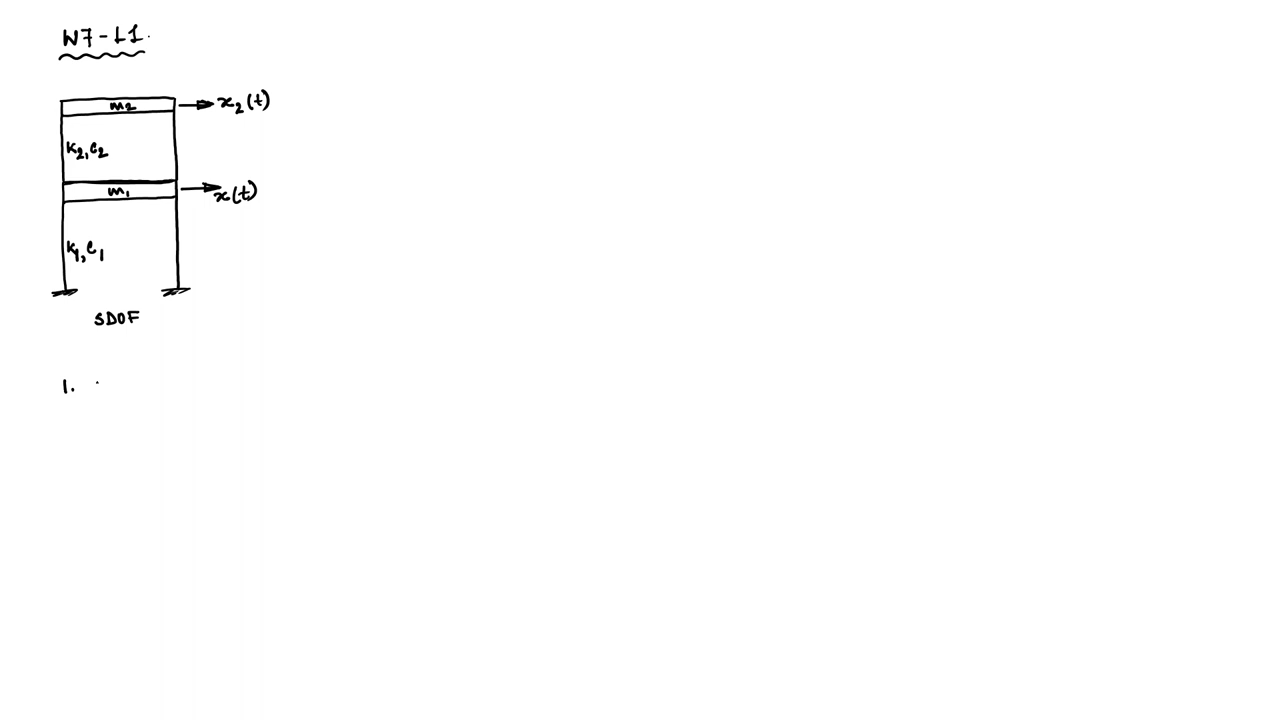 W7-L1.
m2
x2(t)
k2,c2
m1
x(t)
k1,c1
SDOF
1.